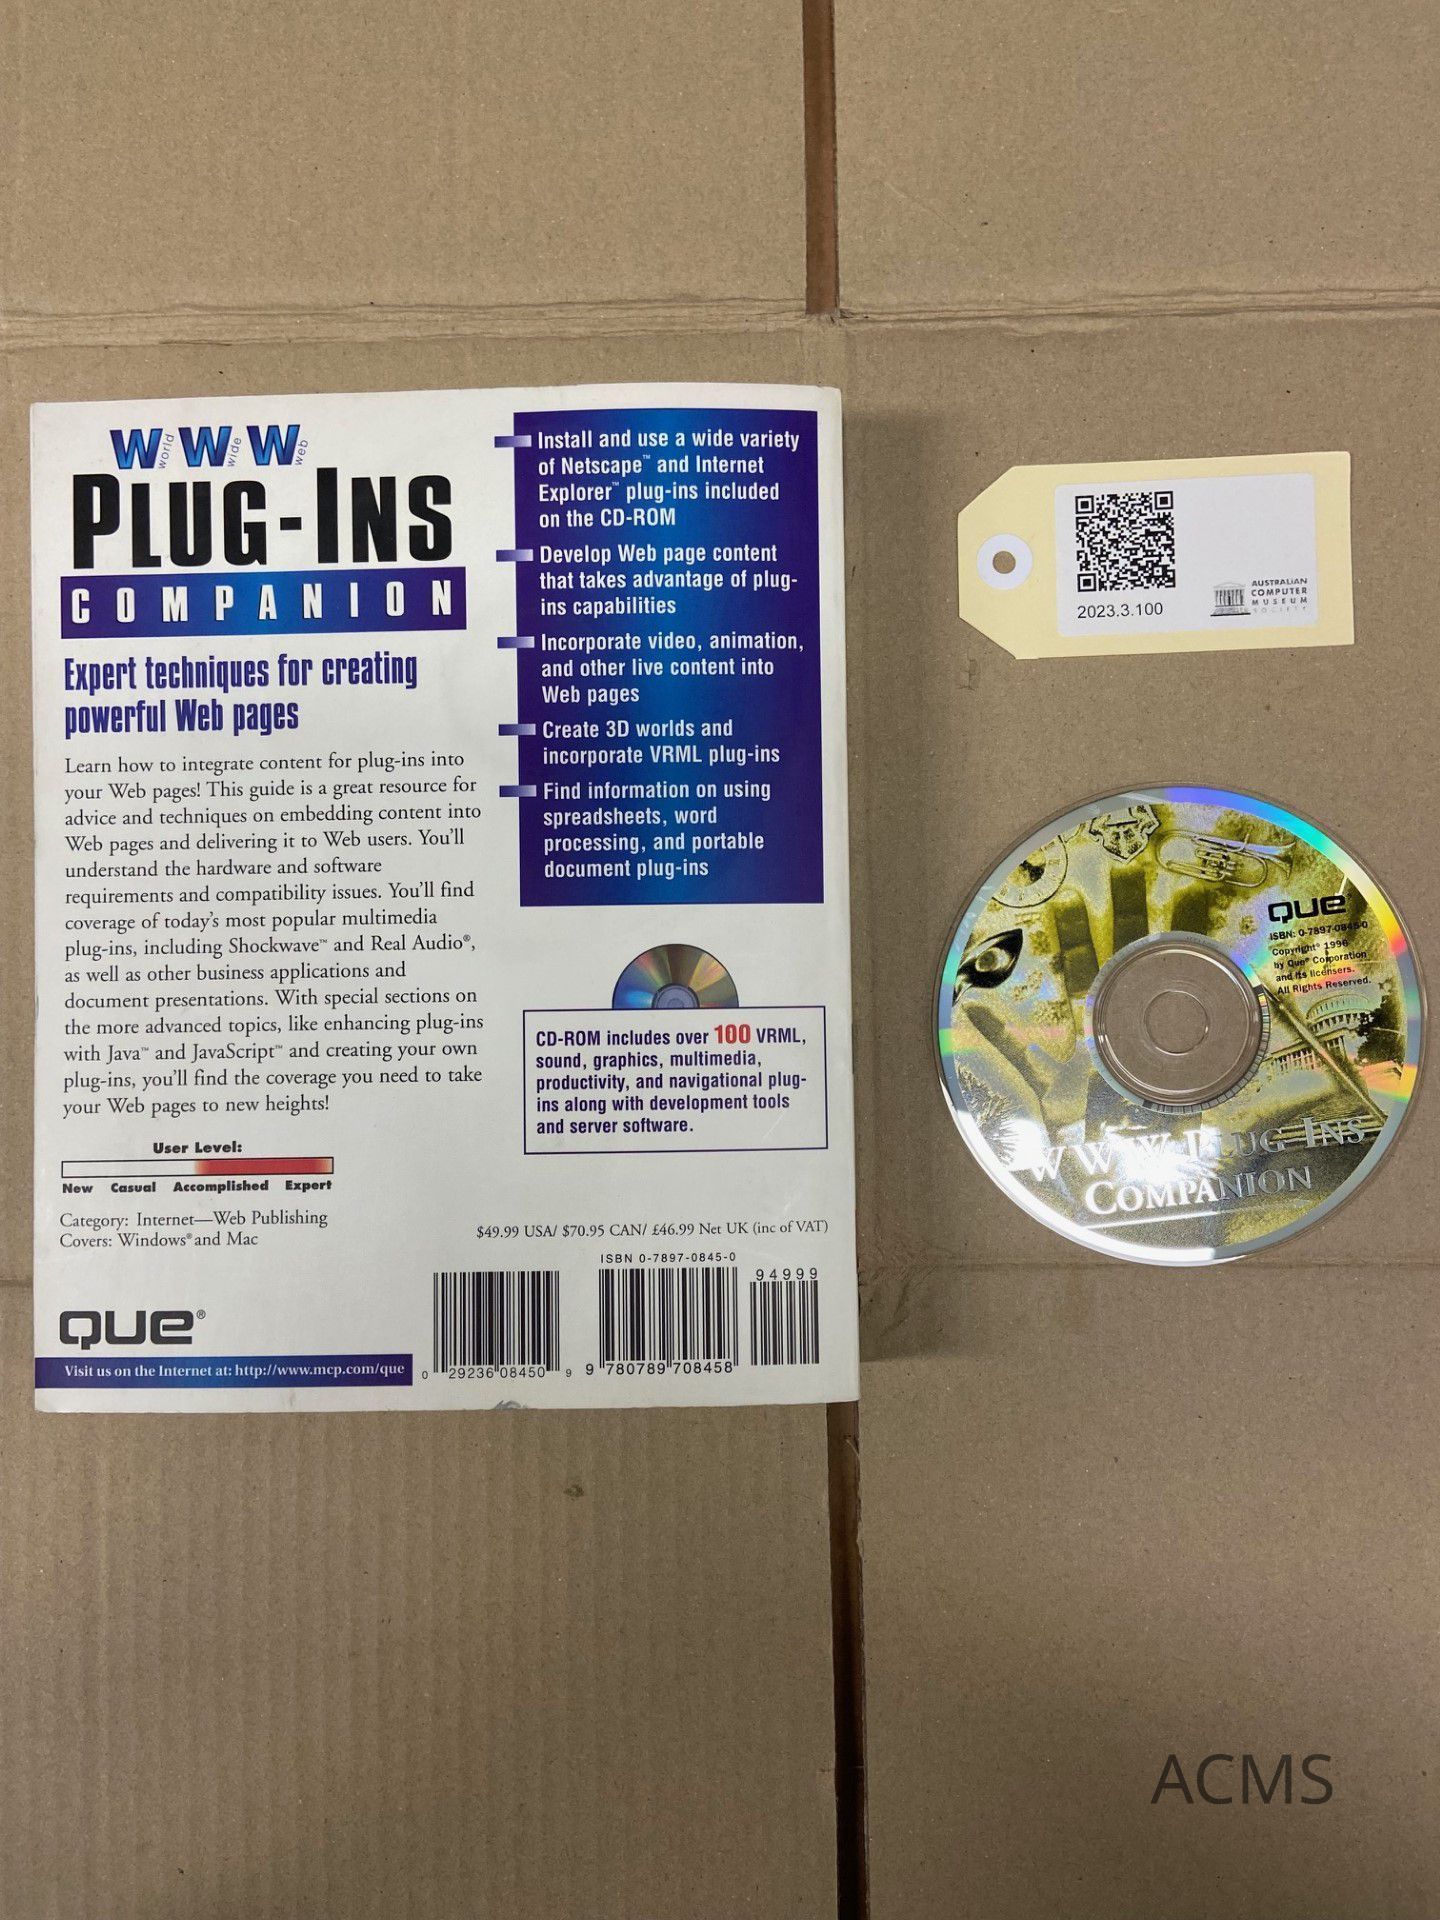 WWW
world wide web
PLUG-INS
COMPANION
Expert techniques for creating
powerful Web pages
Learn how to integrate content for plug-ins into
your Web pages! This guide is a great resource for
advice and techniques on embedding content into
Web pages and delivering it to Web users. You'll
understand the hardware and software
requirements and compatibility issues. You'll find
coverage of today's most popular multimedia
plug-ins, including Shockwave™ and Real Audio®,
as well as other business applications and
document presentations. With special sections on
the more advanced topics, like enhancing plug-ins
with Java™ and JavaScript™ and creating your own
plug-ins, you'll find the coverage you need to take
your Web pages to new heights!
User Level:
New Casual Accomplished Expert
Category: Internet—Web Publishing
Covers: Windows® and Mac
QUE®
Visit us on the Internet at: http://www.mcp.com/que
Install and use a wide variety
of Netscape™ and Internet
Explorer™ plug-ins included
on the CD-ROM
Develop Web page content
that takes advantage of plug-
ins capabilities
Incorporate video, animation,
and other live content into
Web pages
Create 3D worlds and
incorporate VRML plug-ins
Find information on using
spreadsheets, word
processing, and portable
document plug-ins
CD-ROM includes over 100 VRML,
sound, graphics, multimedia,
productivity, and navigational plug-
ins along with development tools
and server software.
$49.99 USA/ $70.95 CAN/ £46.99 Net UK (inc of VAT)
ISBN 0-7897-0845-0
94999
0 29236 08450 9
9 780789 708458
2023.3.100
AUSTRALIAN
COMPUTER
MUSEUM
SOCIETY
QUE
ISBN: 0-7897-0845-0
Copyright® 1996
by Que® Corporation
and its licensers.
All Rights Reserved.
WWW PLUG INS
COMPANION
ACMS